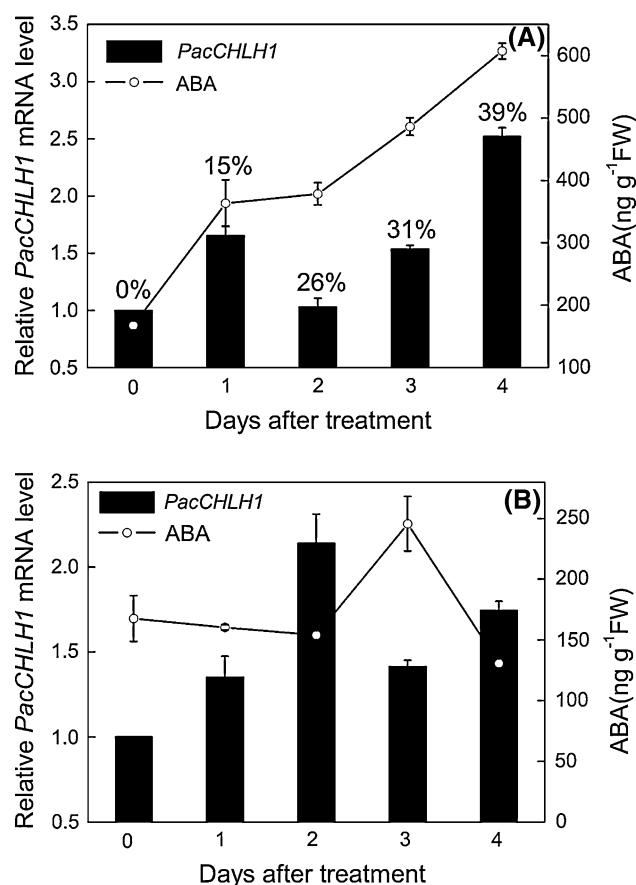 (A)
PacCHLH1
ABA
Relative PacCHLH1 mRNA level
3.5
3.0
2.5
2.0
1.5
1.0
0.5
0%
15%
26%
31%
39%
600
500
400
300
200
100
ABA(ng g⁻¹FW)
0 1 2 3 4
Days after treatment
(B)
PacCHLH1
ABA
Relative PacCHLH1 mRNA level
2.5
2.0
1.5
1.0
0.5
250
200
150
100
50
0
ABA(ng g⁻¹FW)
0 1 2 3 4
Days after treatment